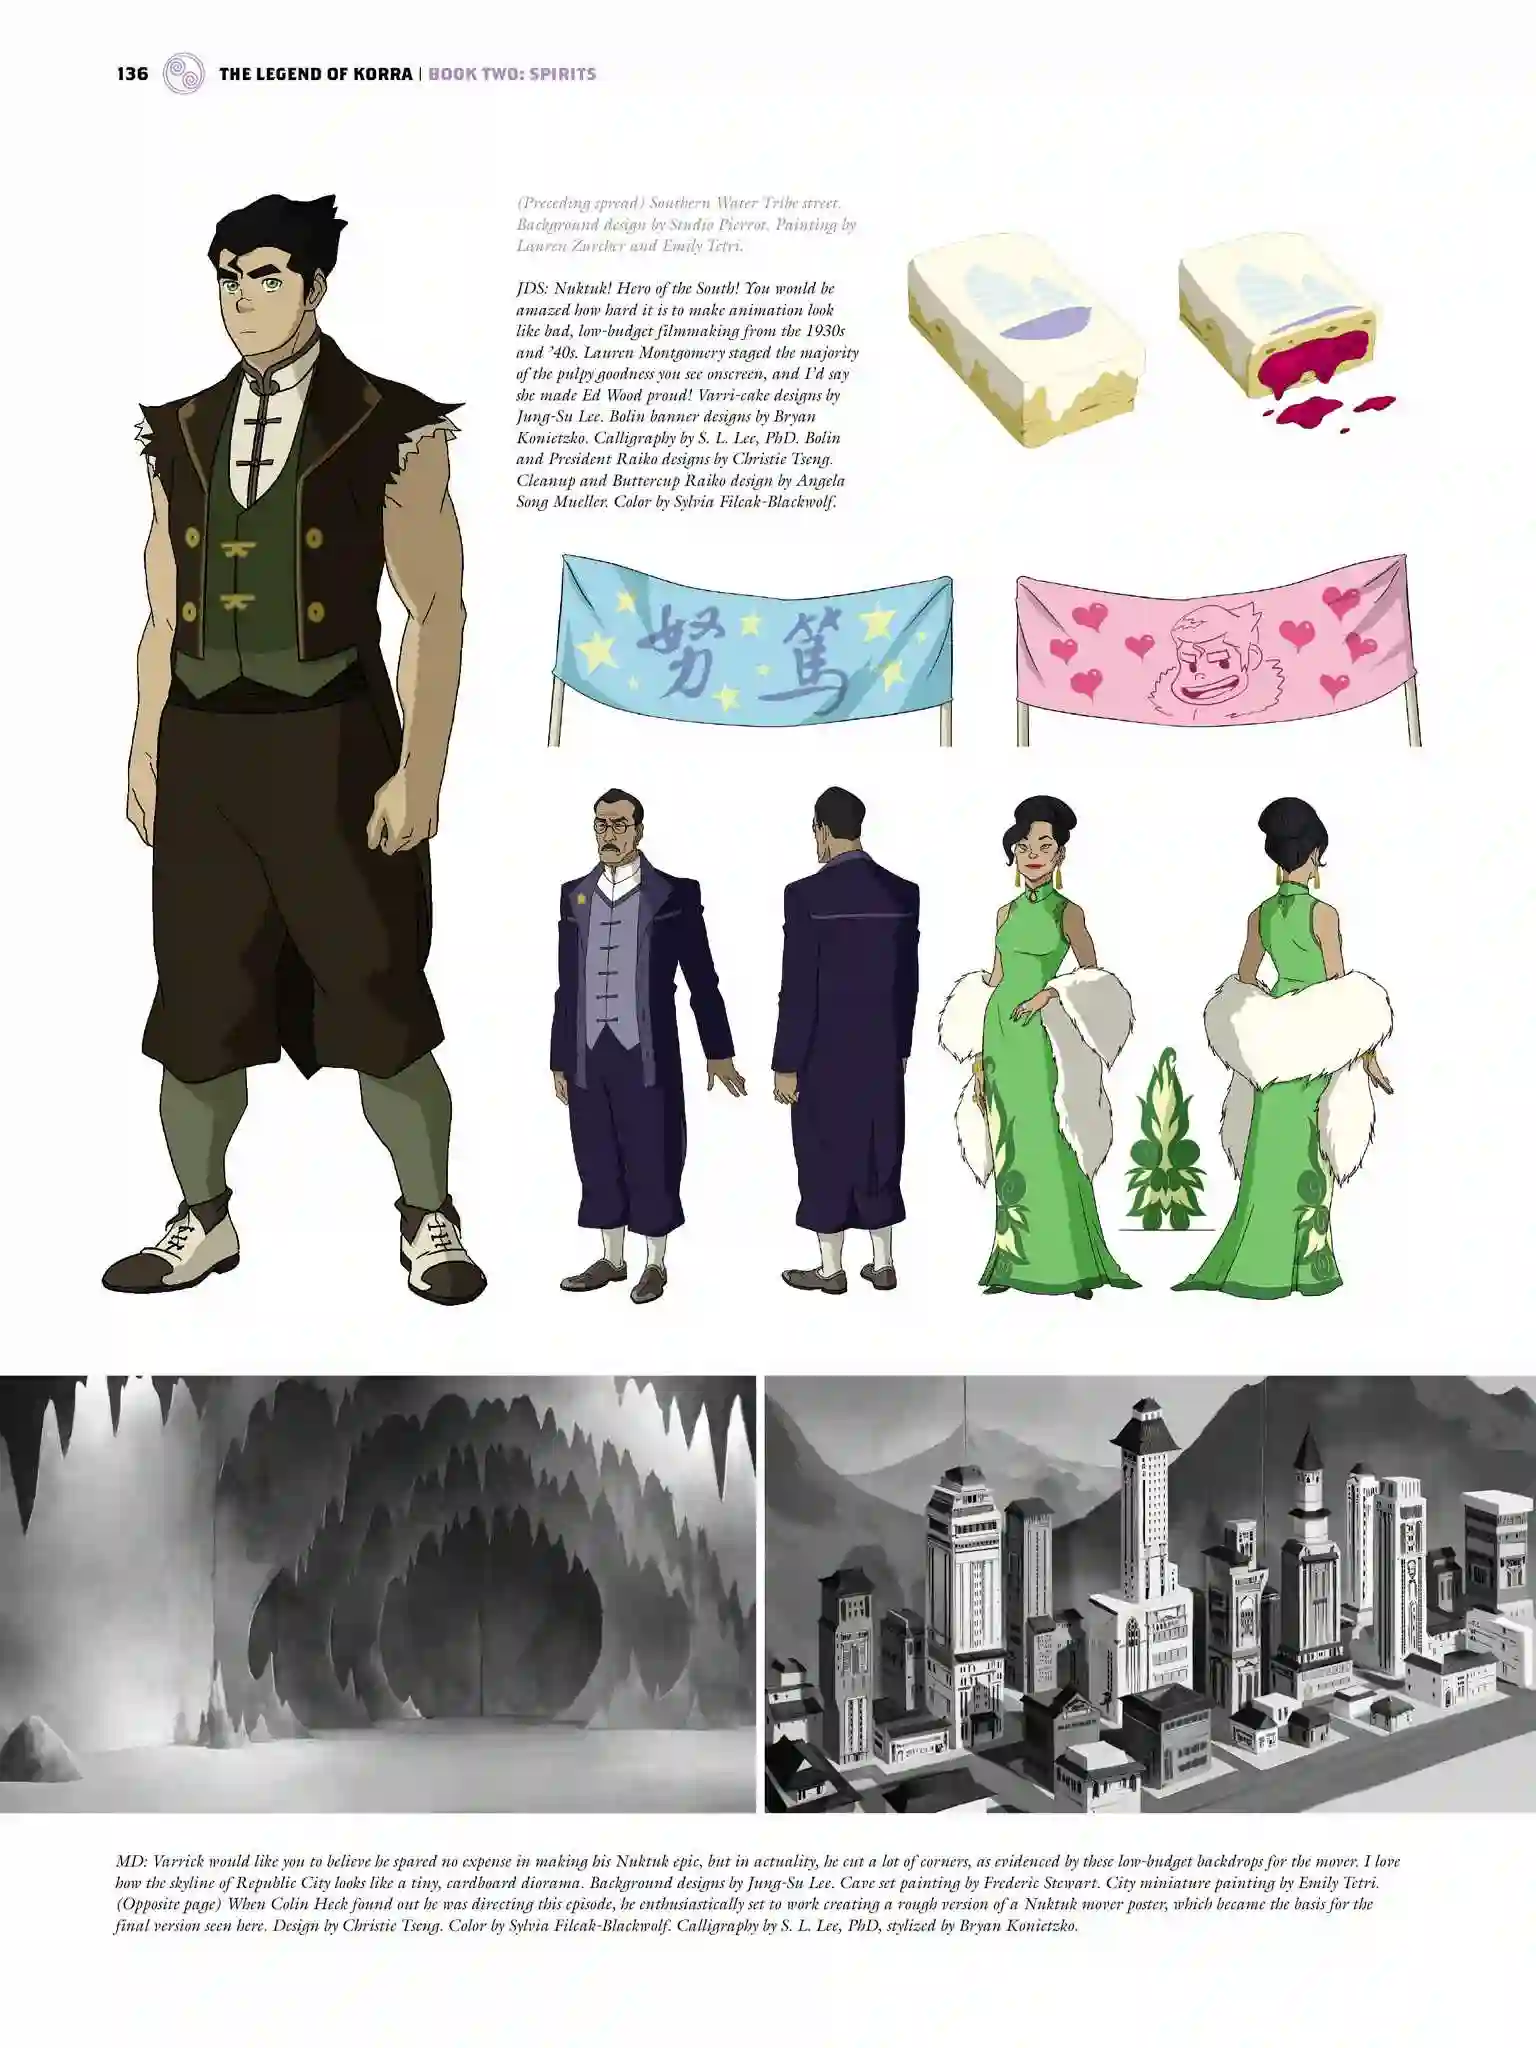 136 THE LEGEND OF KORRA | BOOK TWO: SPIRITS
(Preceding spread) Southern Water Tribe street.
Background design by Studio Pierrot. Painting by
Lauren Zurcher and Emily Tetri.
JDS: Nuktuk! Hero of the South! You would be
amazed how hard it is to make animation look
like bad, low-budget filmmaking from the 1930s
and ’40s. Lauren Montgomery staged the majority
of the pulpy goodness you see onscreen, and I’d say
she made Ed Wood proud! Varri-cake designs by
Jung-Su Lee. Bolin banner designs by Bryan
Konietzko. Calligraphy by S. L. Lee, PhD. Bolin
and President Raiko designs by Christie Tseng.
Cleanup and Buttercup Raiko design by Angela
Song Mueller. Color by Sylvia Filcak-Blackwolf.
努 篤
MD: Varrick would like you to believe he spared no expense in making his Nuktuk epic, but in actuality, he cut a lot of corners, as evidenced by these low-budget backdrops for the mover. I love
how the skyline of Republic City looks like a tiny, cardboard diorama. Background designs by Jung-Su Lee. Cave set painting by Frederic Stewart. City miniature painting by Emily Tetri.
(Opposite page) When Colin Heck found out he was directing this episode, he enthusiastically set to work creating a rough version of a Nuktuk mover poster, which became the basis for the
final version seen here. Design by Christie Tseng. Color by Sylvia Filcak-Blackwolf. Calligraphy by S. L. Lee, PhD, stylized by Bryan Konietzko.